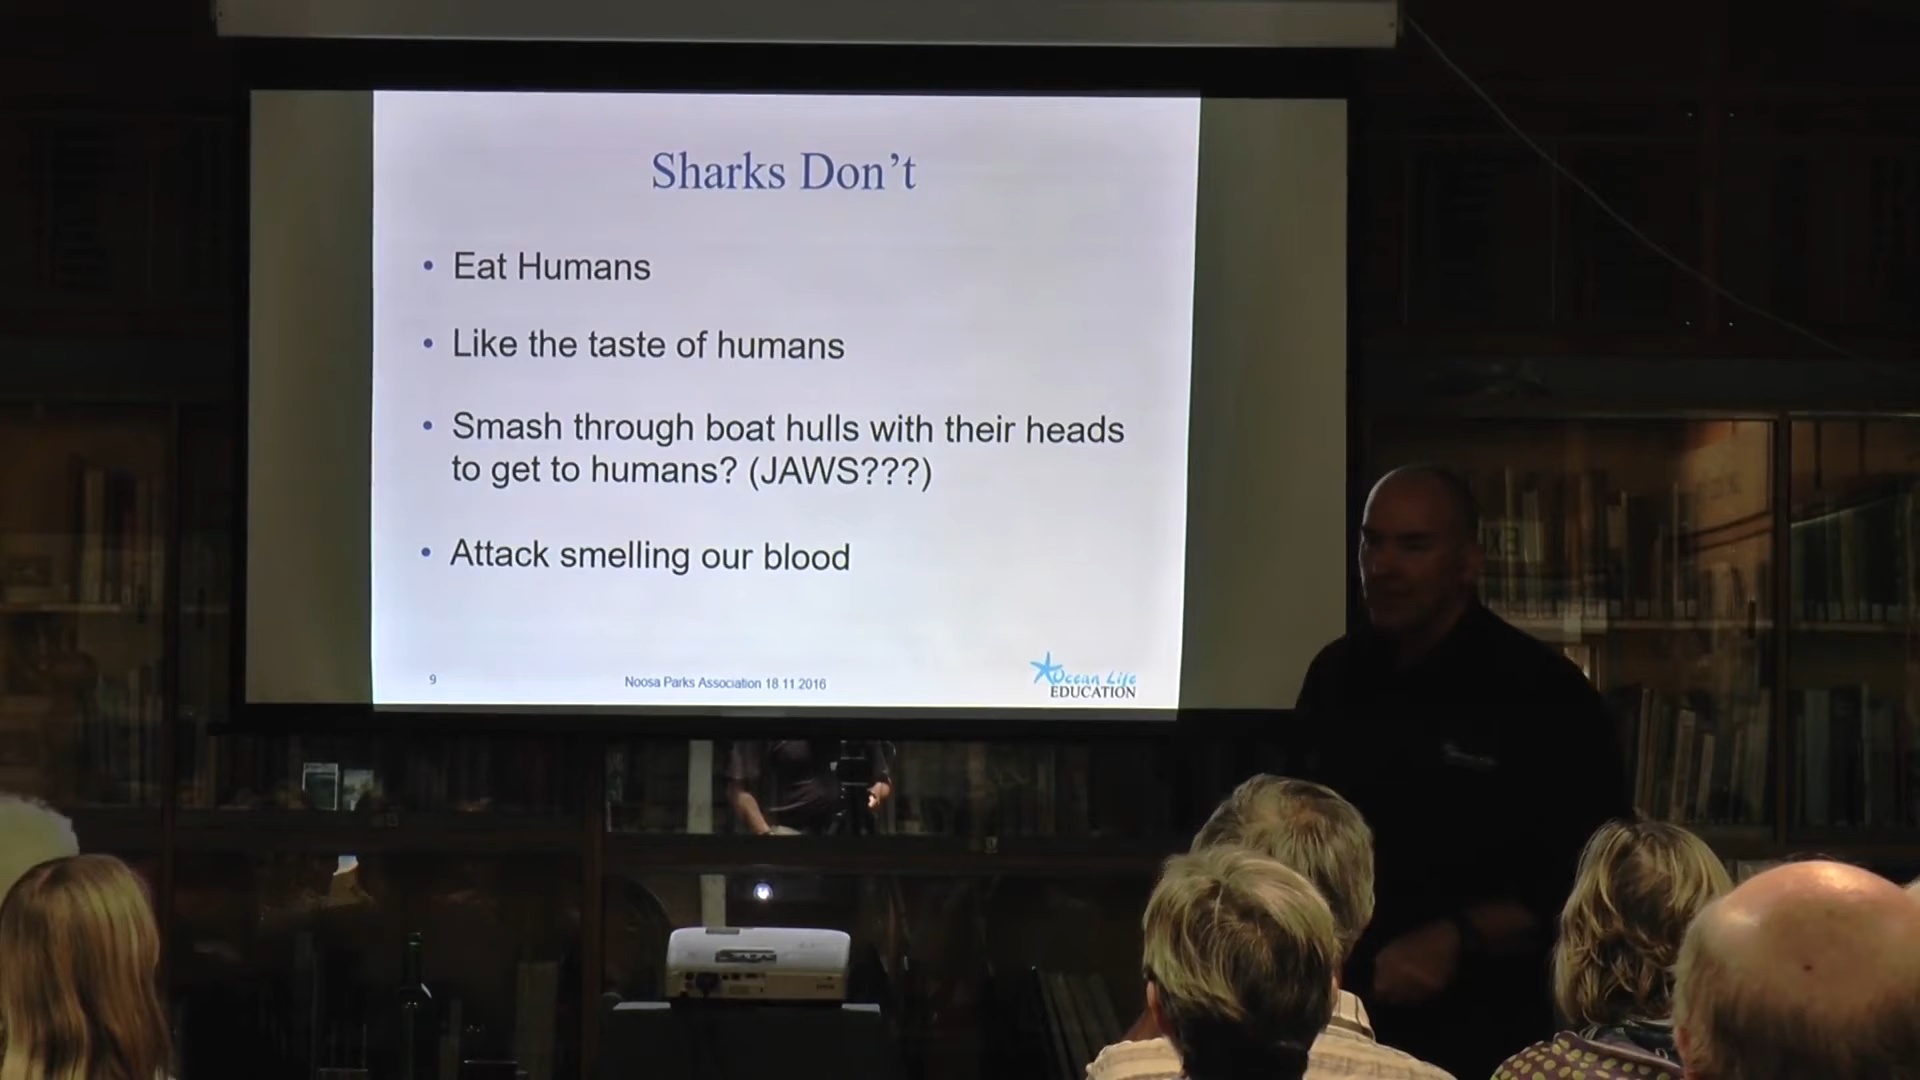 Sharks Don't
• Eat Humans
• Like the taste of humans
• Smash through boat hulls with their heads
to get to humans? (JAWS???)
• Attack smelling our blood
9
Noosa Parks Association 18.11.2016
Ocean Life
EDUCATION